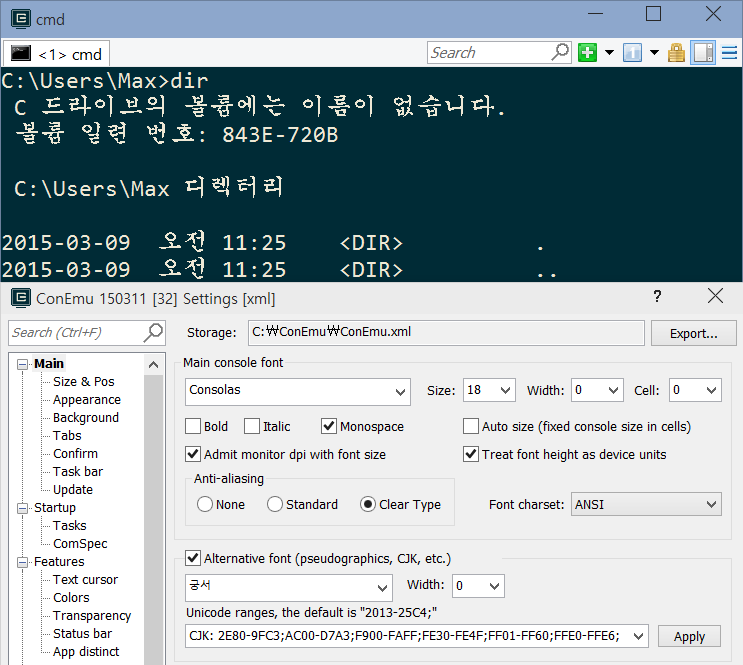 cmd
<1> cmd
Search
C:\Users\Max>dir
C 드라이브의 볼륨에는 이름이 없습니다.
볼륨 일련 번호: 843E-720B
C:\Users\Max 디렉터리
2015-03-09 오전 11:25 <DIR> .
2015-03-09 오전 11:25 <DIR> ..
ConEmu 150311 [32] Settings [xml]
?
Search (Ctrl+F)
Storage: C:₩ConEmu₩ConEmu.xml Export...
Main
Size & Pos
Appearance
Background
Tabs
Confirm
Task bar
Update
Startup
Tasks
ComSpec
Features
Text cursor
Colors
Transparency
Status bar
App distinct
Main console font
Consolas Size: 18 Width: 0 Cell: 0
Bold Italic Monospace Auto size (fixed console size in cells)
Admit monitor dpi with font size Treat font height as device units
Anti-aliasing
None Standard Clear Type Font charset: ANSI
Alternative font (pseudographics, CJK, etc.)
궁서 Width: 0
Unicode ranges, the default is "2013-25C4;"
CJK: 2E80-9FC3;AC00-D7A3;F900-FAFF;FE30-FE4F;FF01-FF60;FFE0-FFE6; Apply